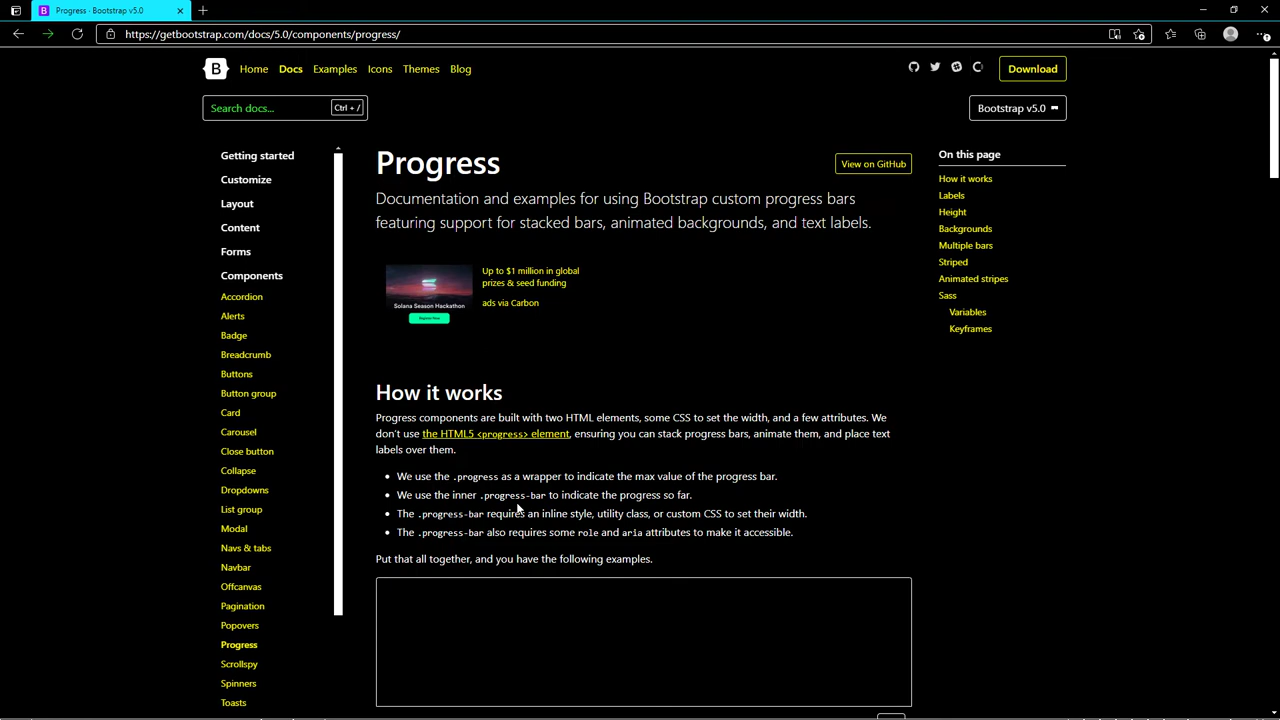 Progress · Bootstrap v5.0
https://getbootstrap.com/docs/5.0/components/progress/
B
Home
Docs
Examples
Icons
Themes
Blog
Download
Search docs...
Ctrl + /
Bootstrap v5.0
Getting started
Customize
Layout
Content
Forms
Components
Accordion
Alerts
Badge
Breadcrumb
Buttons
Button group
Card
Carousel
Close button
Collapse
Dropdowns
List group
Modal
Navs & tabs
Navbar
Offcanvas
Pagination
Popovers
Progress
Scrollspy
Spinners
Toasts
Progress
View on GitHub
Documentation and examples for using Bootstrap custom progress bars
featuring support for stacked bars, animated backgrounds, and text labels.
Solana Season Hackathon
Register Now
Up to $1 million in global
prizes & seed funding
ads via Carbon
How it works
Progress components are built with two HTML elements, some CSS to set the width, and a few attributes. We
don't use the HTML5 <progress> element, ensuring you can stack progress bars, animate them, and place text
labels over them.
• We use the .progress as a wrapper to indicate the max value of the progress bar.
• We use the inner .progress-bar to indicate the progress so far.
• The .progress-bar requires an inline style, utility class, or custom CSS to set their width.
• The .progress-bar also requires some role and aria attributes to make it accessible.
Put that all together, and you have the following examples.
On this page
How it works
Labels
Height
Backgrounds
Multiple bars
Striped
Animated stripes
Sass
Variables
Keyframes